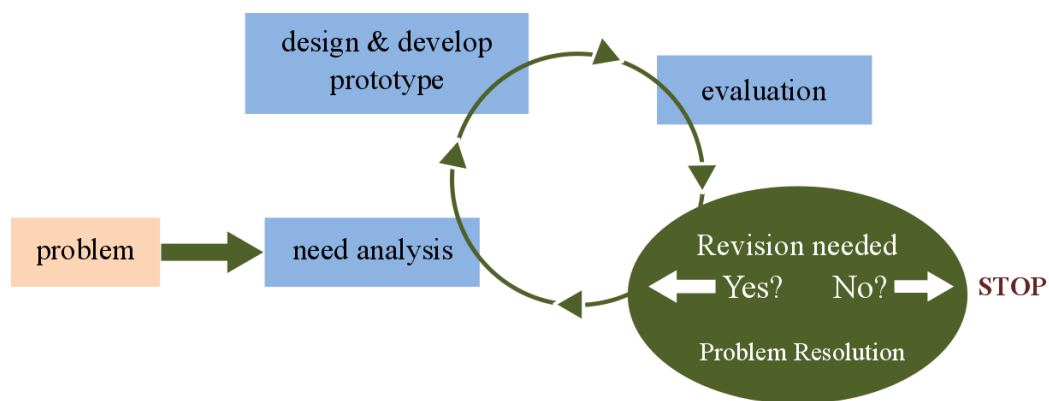 design & develop
prototype
evaluation
problem
need analysis
Revision needed
Yes? No?
STOP
Problem Resolution